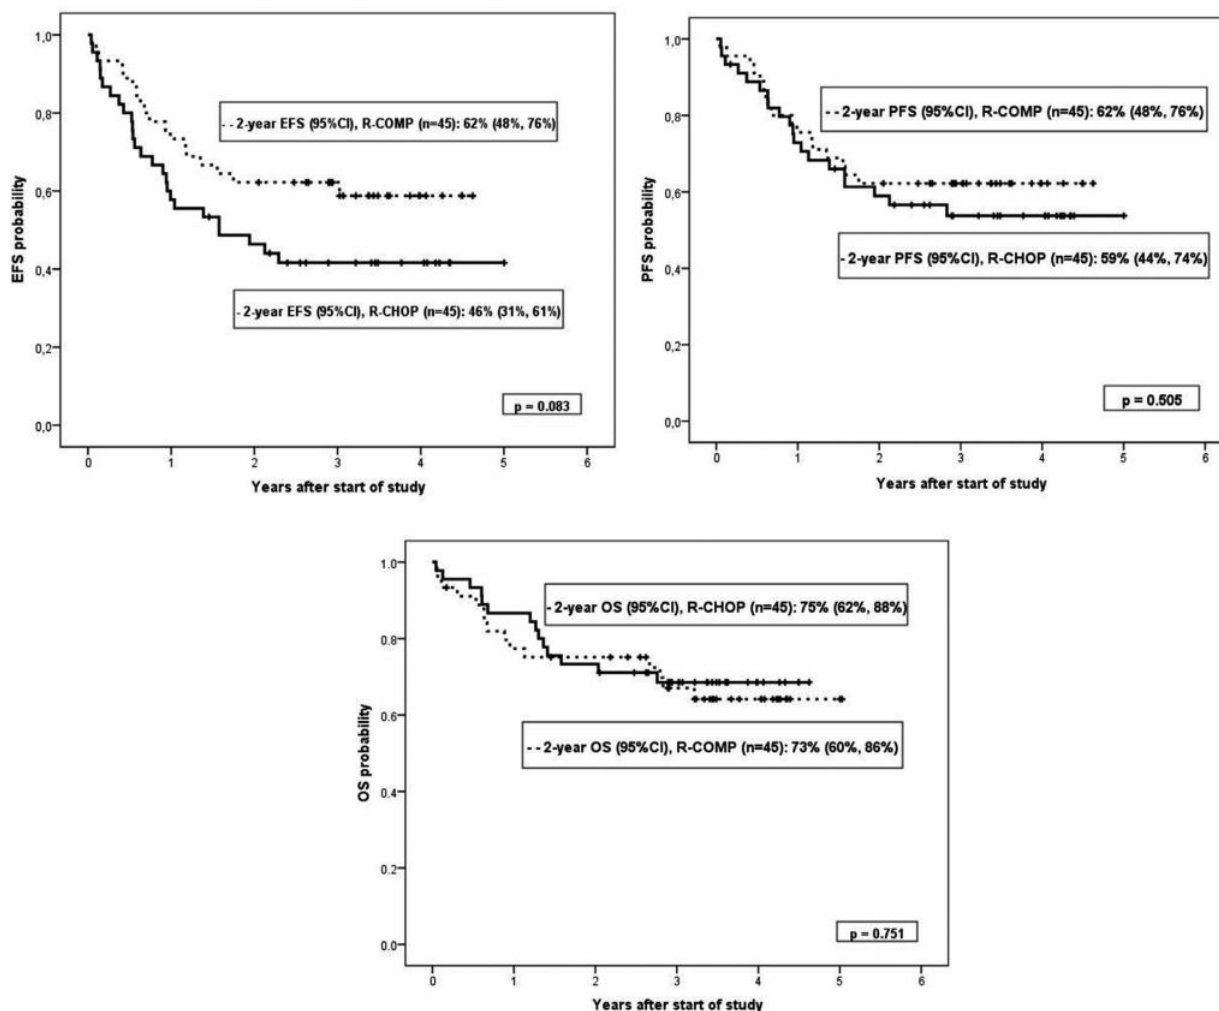 1,0
0,8
0,6
0,4
0,2
0,0
EFS probability
2-year EFS (95%CI), R-COMP (n=45): 62% (48%, 76%)
2-year EFS (95%CI), R-CHOP (n=45): 46% (31%, 61%)
p = 0.083
0 1 2 3 4 5 6
Years after start of study
1,0
0,8
0,6
0,4
0,2
0,0
PFS probability
2-year PFS (95%CI), R-COMP (n=45): 62% (48%, 76%)
2-year PFS (95%CI), R-CHOP (n=45): 59% (44%, 74%)
p = 0.505
0 1 2 3 4 5 6
Years after start of study
1.0
0.8
0.6
0.4
0.2
0.0
OS probability
2-year OS (95%CI), R-CHOP (n=45): 75% (62%, 88%)
2-year OS (95%CI), R-COMP (n=45): 73% (60%, 86%)
p = 0.751
0 1 2 3 4 5 6
Years after start of study